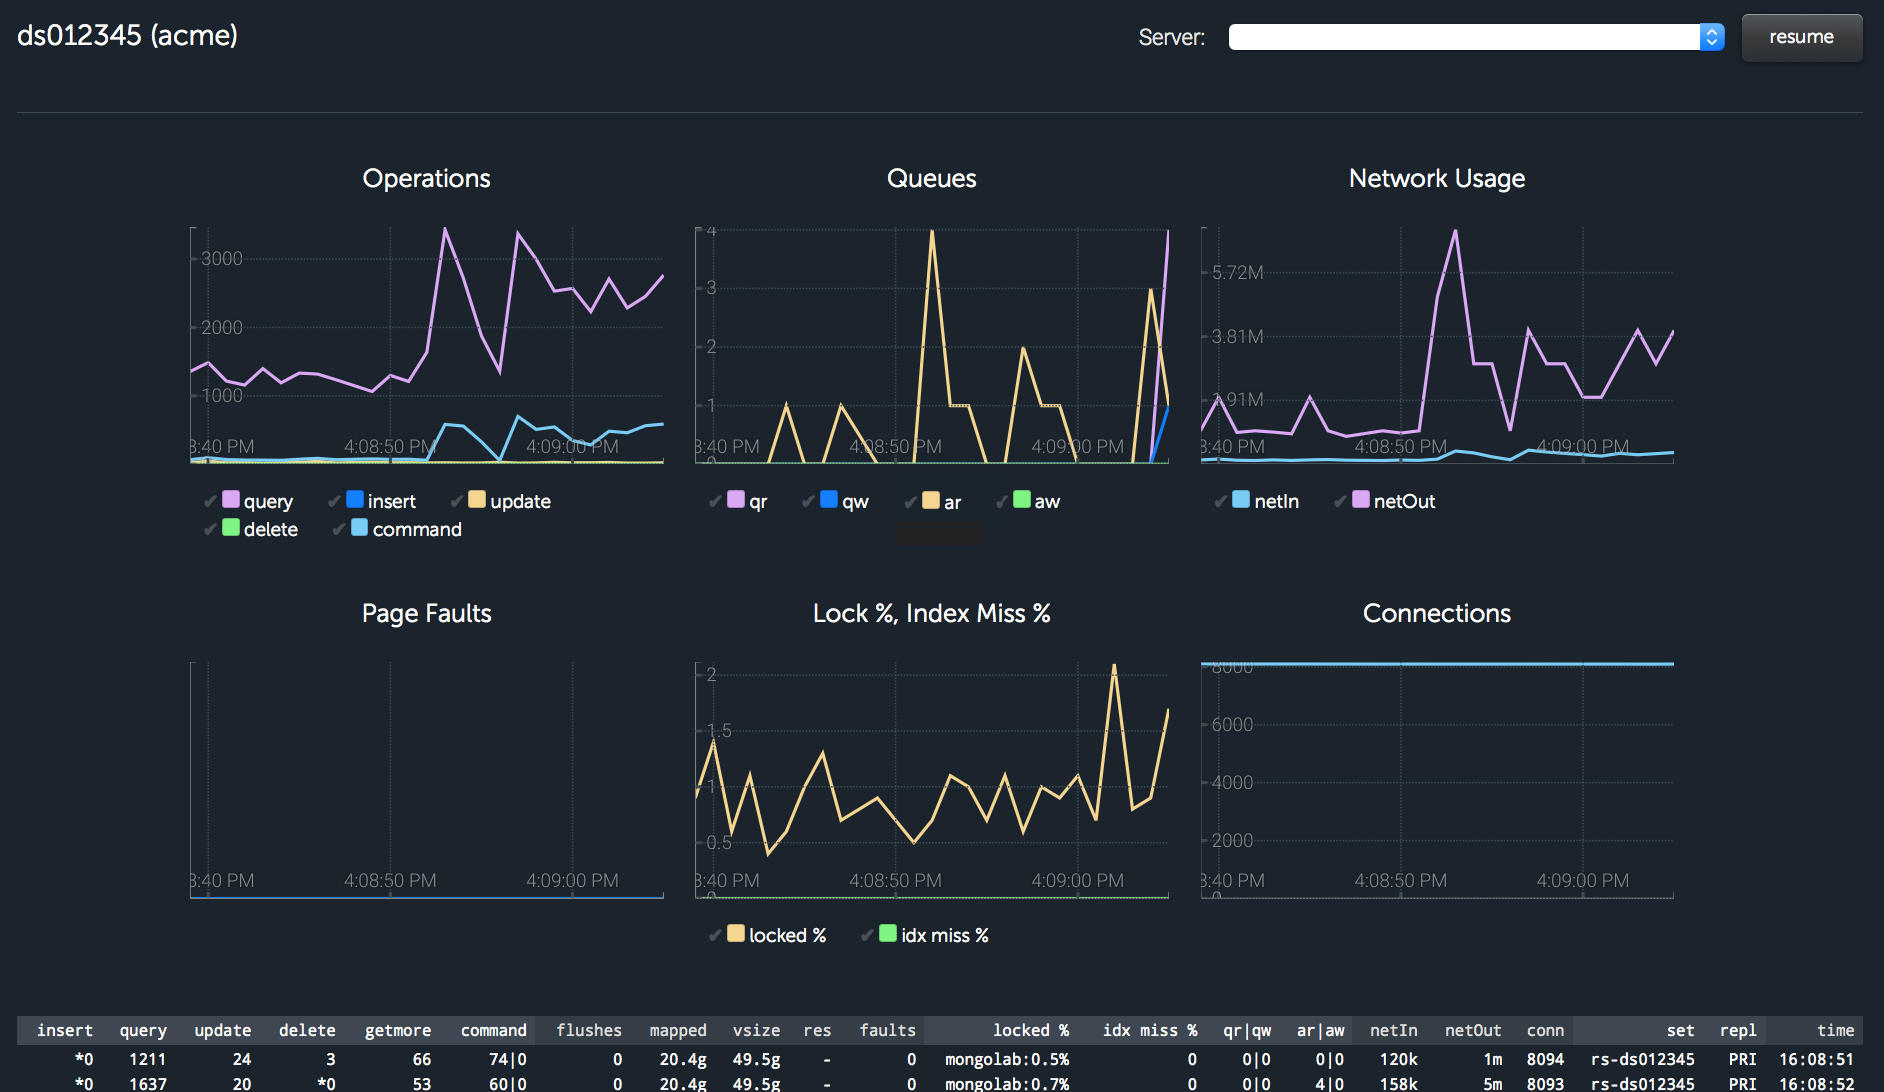 ds012345 (acme)
Server:
resume
Operations
Queues
Network Usage
3000
2000
1000
3:40 PM 4:08:50 PM 4:09:00 PM
4
3
2
1
0
3:40 PM 4:08:50 PM 4:09:00 PM
5.72M
3.81M
1.91M
3:40 PM 4:08:50 PM 4:09:00 PM
query insert update
delete command
qr qw ar aw
netIn netOut
Page Faults
Lock %, Index Miss %
Connections
3:40 PM 4:08:50 PM 4:09:00 PM
2
1.5
1
0.5
0
3:40 PM 4:08:50 PM 4:09:00 PM
8000
6000
4000
2000
0
3:40 PM 4:08:50 PM 4:09:00 PM
locked % idx miss %
insert query update delete getmore command flushes mapped vsize res faults locked % idx miss % qr|qw ar|aw netIn netOut conn set repl time
*0 1211 24 3 66 74|0 0 20.4g 49.5g - 0 mongolab:0.5% 0 0|0 0|0 120k 1m 8094 rs-ds012345 PRI 16:08:51
*0 1637 20 *0 53 60|0 0 20.4g 49.5g - 0 mongolab:0.7% 0 0|0 4|0 158k 5m 8093 rs-ds012345 PRI 16:08:52